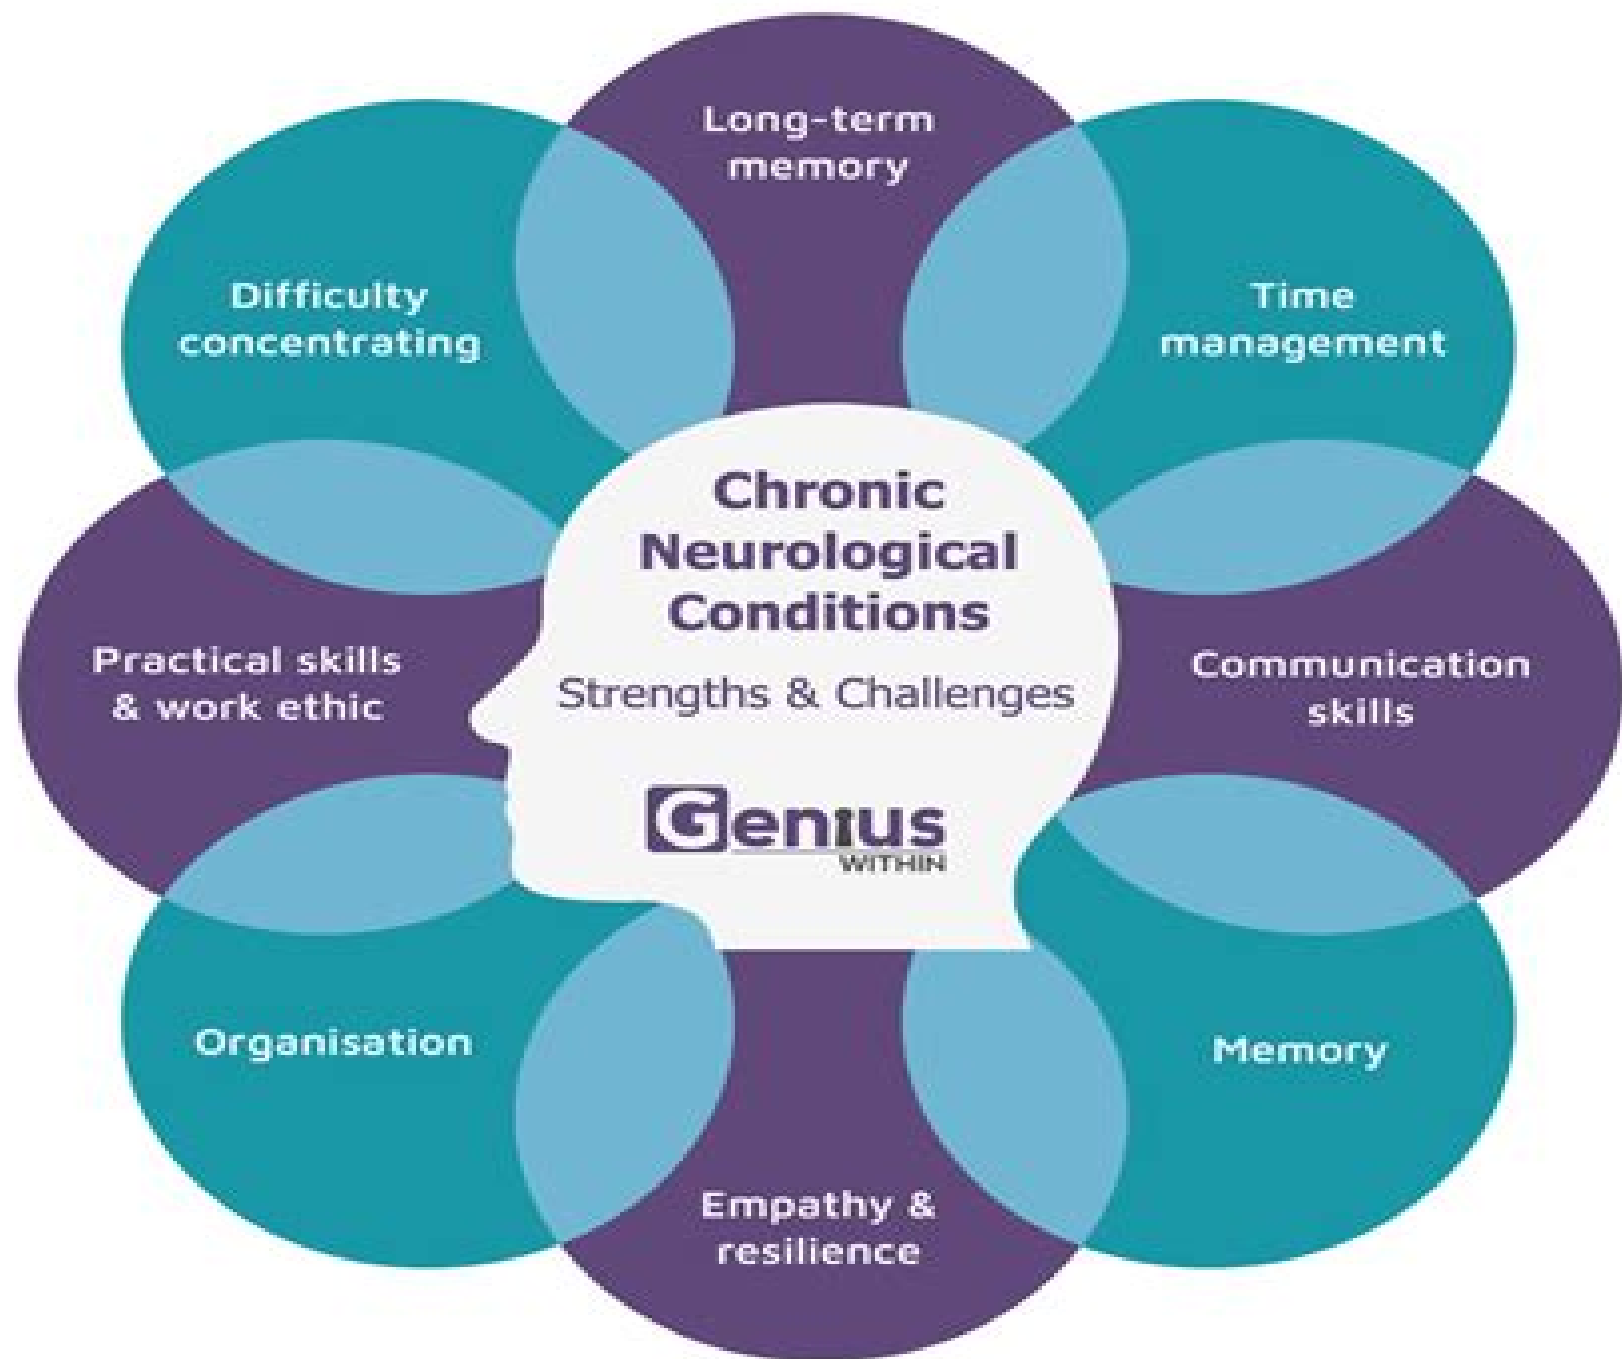 Long-term
memory
Difficulty
concentrating
Time
management
Chronic
Neurological
Conditions
Strengths & Challenges
Practical skills
& work ethic
Communication
skills
Genius
WITHIN
Organisation
Memory
Empathy &
resilience